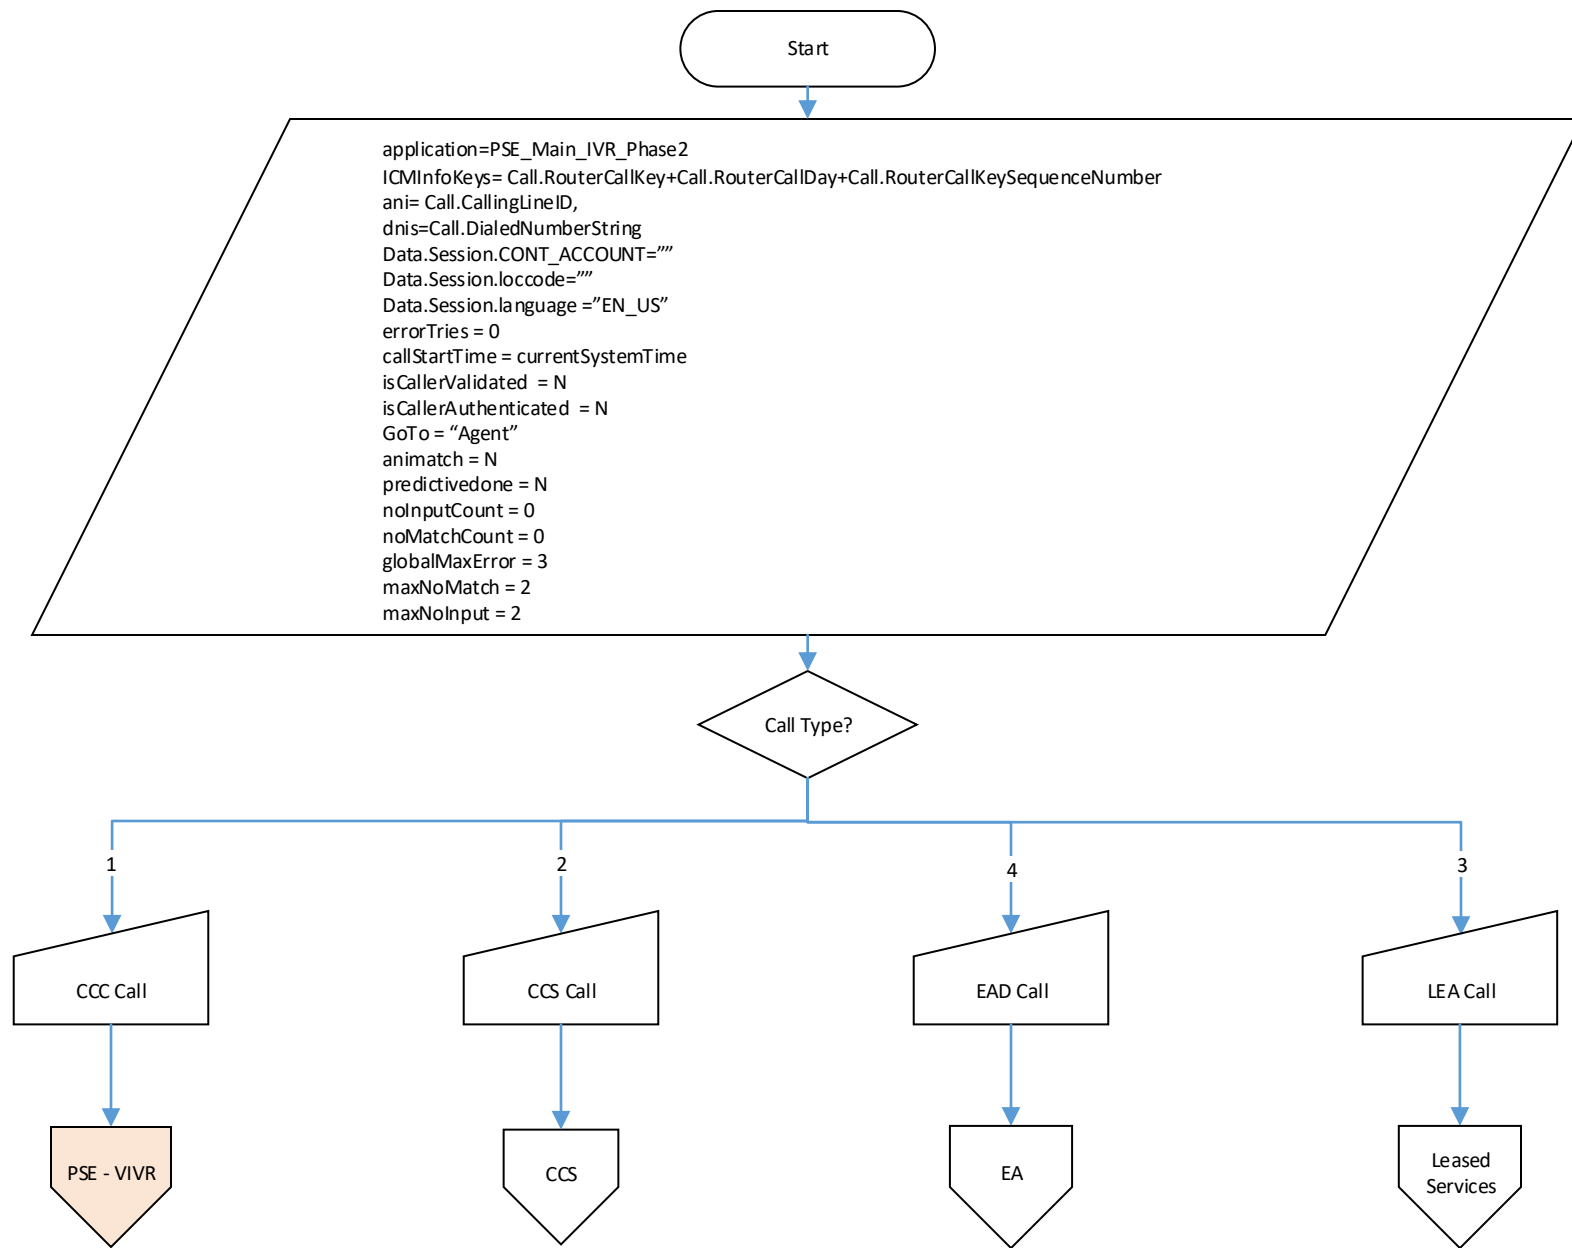 Start
application=PSE_Main_IVR_Phase2
ICMInfoKeys= Call.RouterCallKey+Call.RouterCallDay+Call.RouterCallKeySequenceNumber
ani= Call.CallingLineID,
dnis=Call.DialedNumberString
Data.Session.CONT_ACCOUNT=””
Data.Session.loccode=””
Data.Session.language =”EN_US”
errorTries = 0
callStartTime = currentSystemTime
isCallerValidated  = N
isCallerAuthenticated  = N
GoTo = “Agent”
animatch = N
predictivedone = N
noInputCount = 0
noMatchCount = 0
globalMaxError = 3
maxNoMatch = 2
maxNoInput = 2
Call Type?
1
2
4
3
CCC Call
CCS Call
EAD Call
LEA Call
PSE - VIVR
CCS
EA
Leased
Services